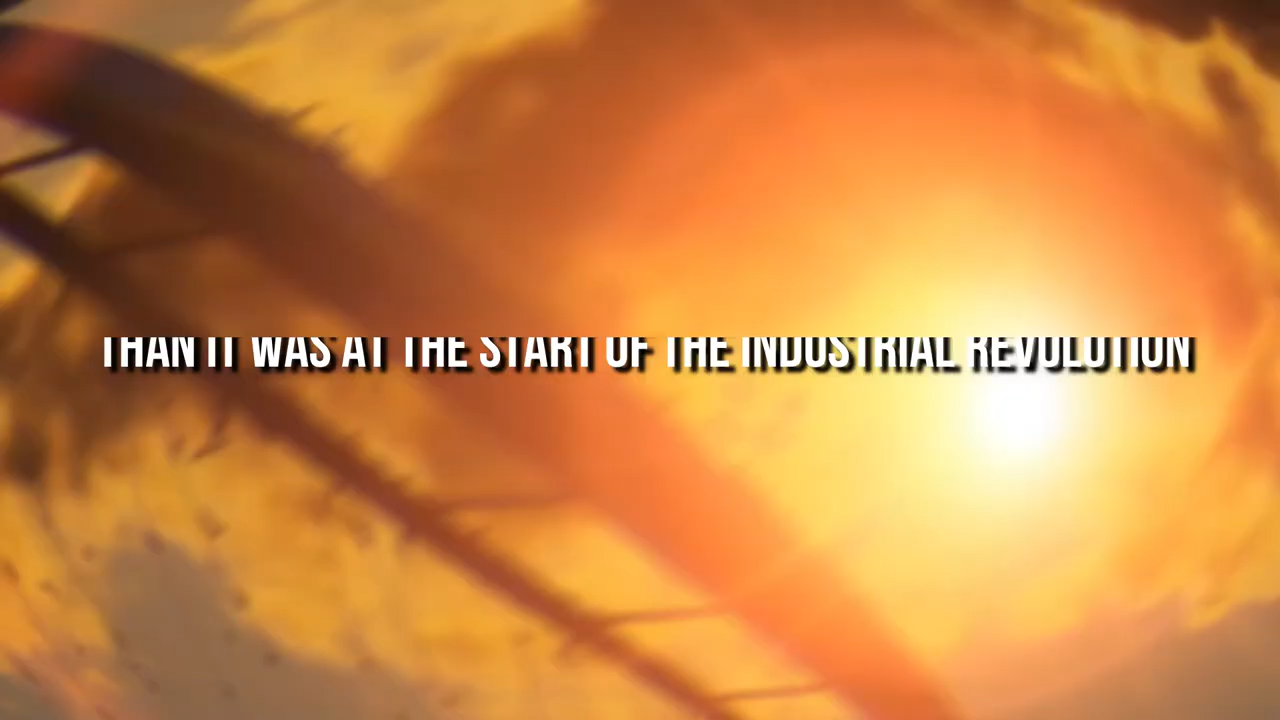 THAN IT WAS AT THE START OF THE INDUSTRIAL REVOLUTION